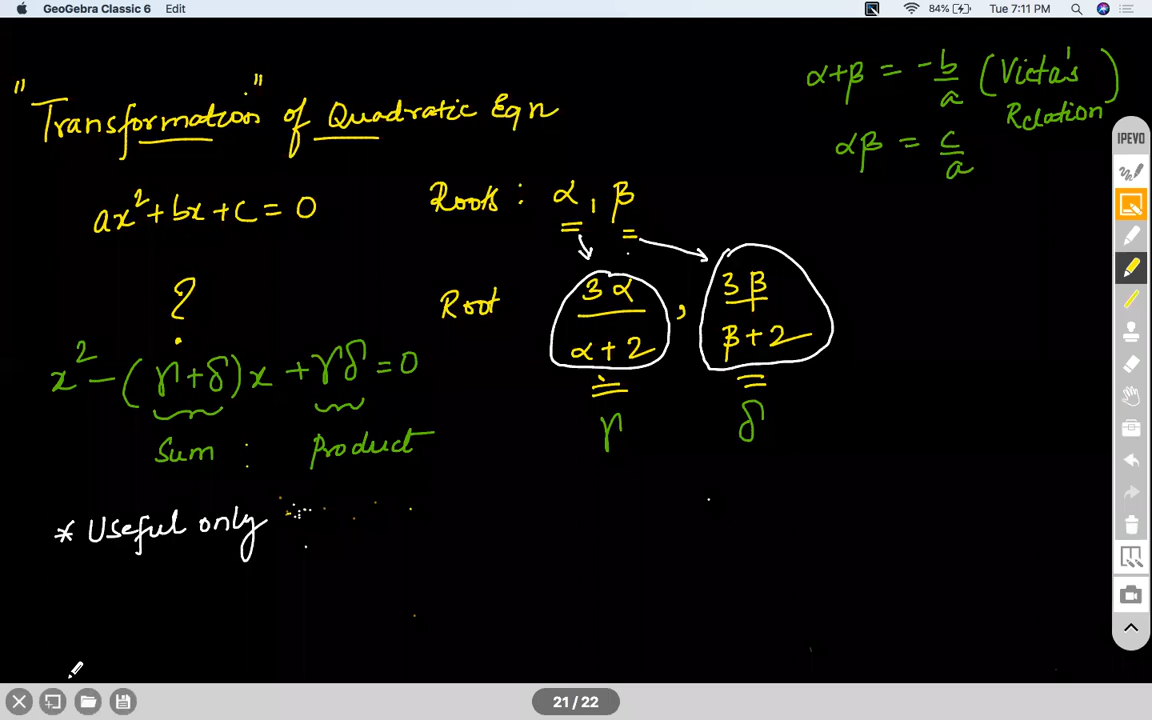 GeoGebra Classic 6 Edit 84% Tue 7:11 PM
"Transformation" of Quadratic Eqn
α+β = -b/a (Vieta's Relation)
αβ = c/a
ax²+bx+c=0 Roots: α, β
? Root 3α/α+2, 3β/β+2
x²-(γ+δ)x+γδ=0 γ δ
Sum : Product
* Useful only
IPEVO
21/22